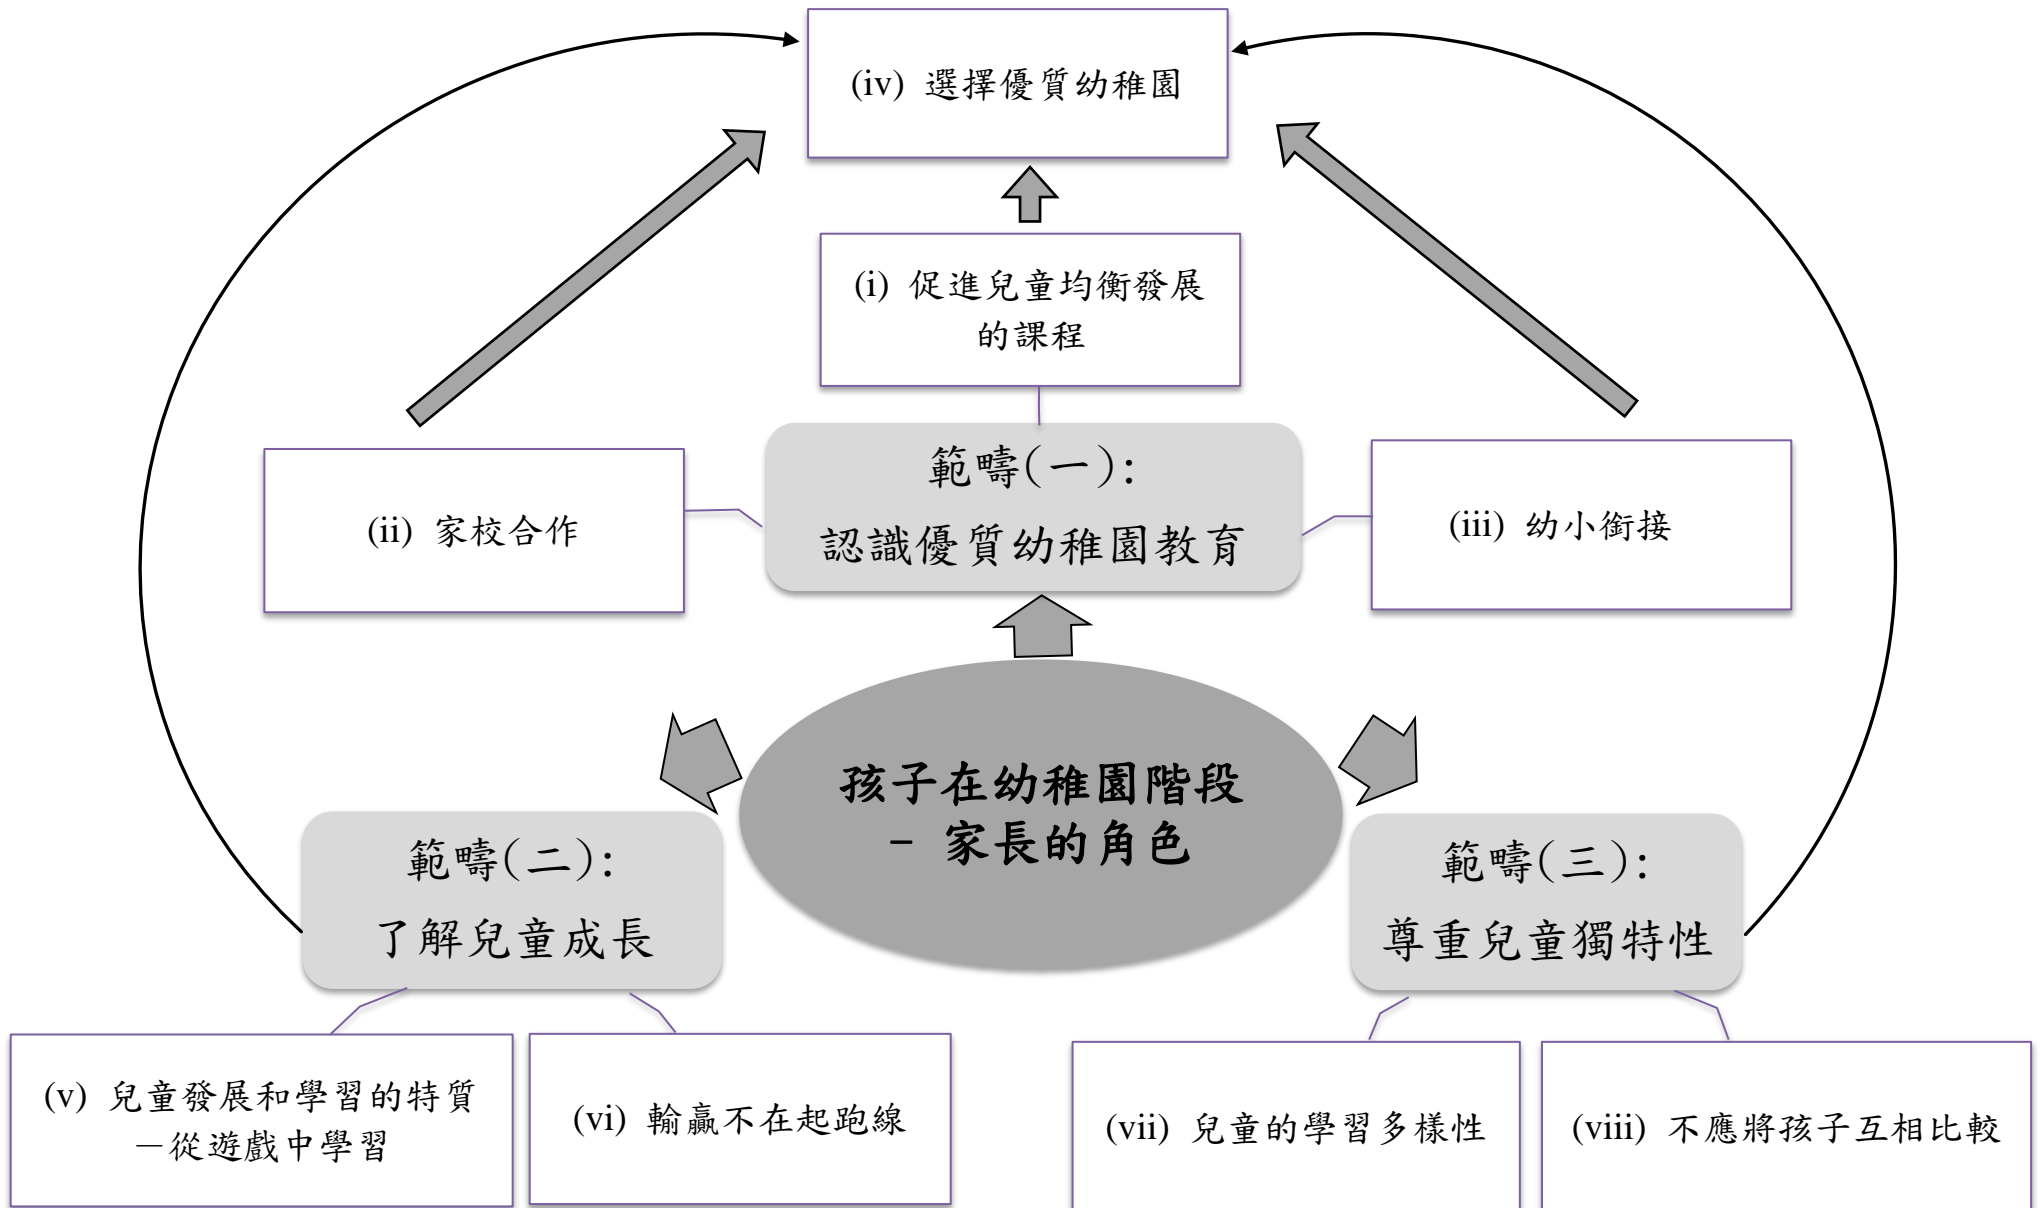 (iv) 選擇優質幼稚園
(i) 促進兒童均衡發展
的課程
範疇(一):
認識優質幼稚園教育
(ii) 家校合作
(iii) 幼小銜接
孩子在幼稚園階段
- 家長的角色
範疇(二):
了解兒童成長
範疇(三):
尊重兒童獨特性
(v) 兒童發展和學習的特質
－從遊戲中學習
(vi) 輸贏不在起跑線
(vii) 兒童的學習多樣性
(viii) 不應將孩子互相比較